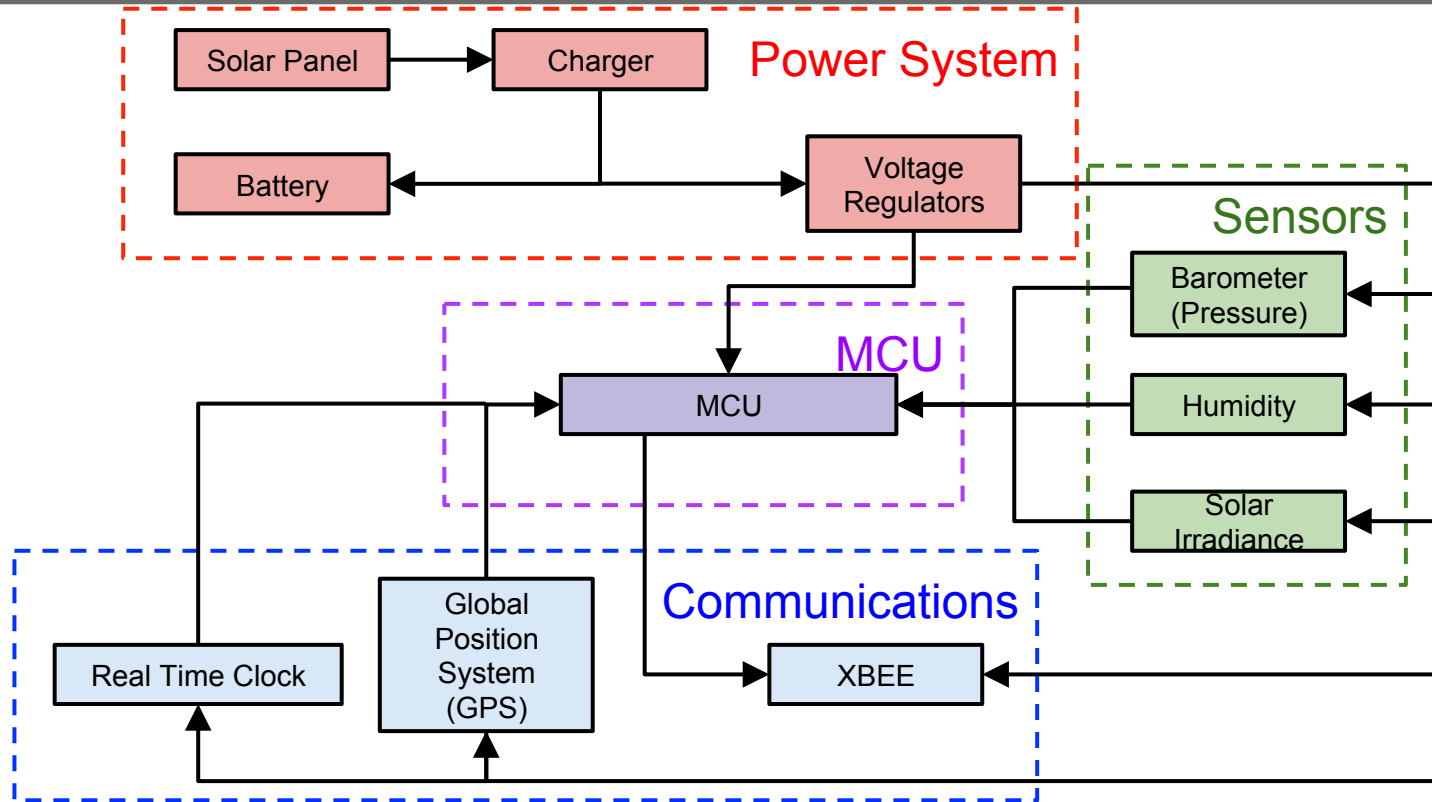 Solar Panel
Charger
Power System
Battery
Voltage
Regulators
Sensors
Barometer
(Pressure)
MCU
MCU
Humidity
Solar
Irradiance
Communications
Global
Position
System
(GPS)
Real Time Clock
XBEE